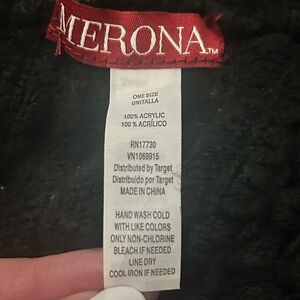 MERONA™
ONE SIZE
UNITALLA
100% ACRYLIC
100% ACRÍLICO
RN17730
VN1068915
Distributed by Target
Distribuido por Target
MADE IN CHINA
HAND WASH COLD
WITH LIKE COLORS
ONLY NON-CHLORINE
BLEACH IF NEEDED
LINE DRY
COOL IRON IF NEEDED